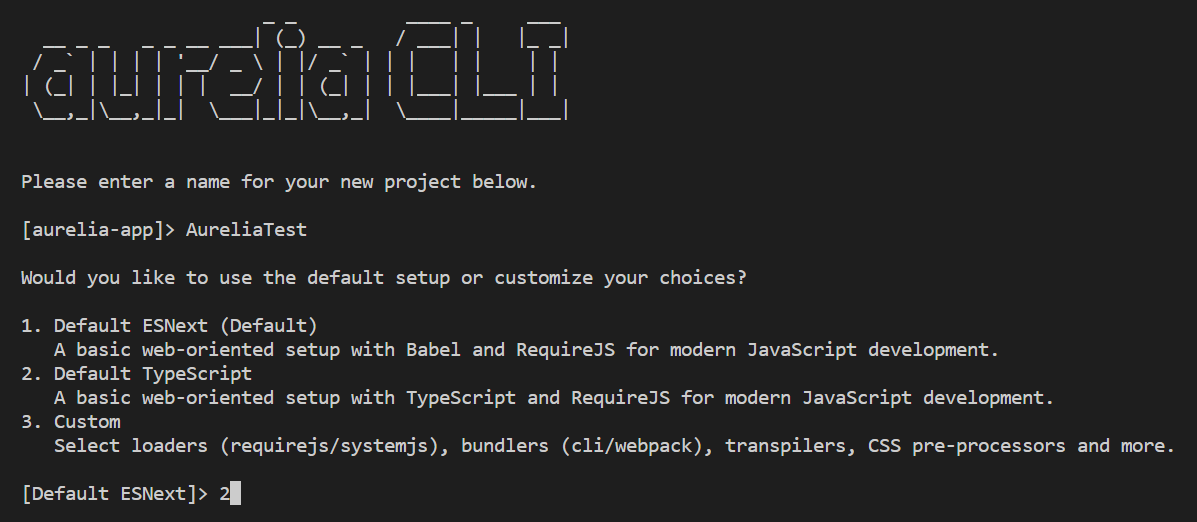 aurelia CLI
Please enter a name for your new project below.
[aurelia-app]> AureliaTest
Would you like to use the default setup or customize your choices?
1. Default ESNext (Default)
A basic web-oriented setup with Babel and RequireJS for modern JavaScript development.
2. Default TypeScript
A basic web-oriented setup with TypeScript and RequireJS for modern JavaScript development.
3. Custom
Select loaders (requirejs/systemjs), bundlers (cli/webpack), transpilers, CSS pre-processors and more.
[Default ESNext]> 2